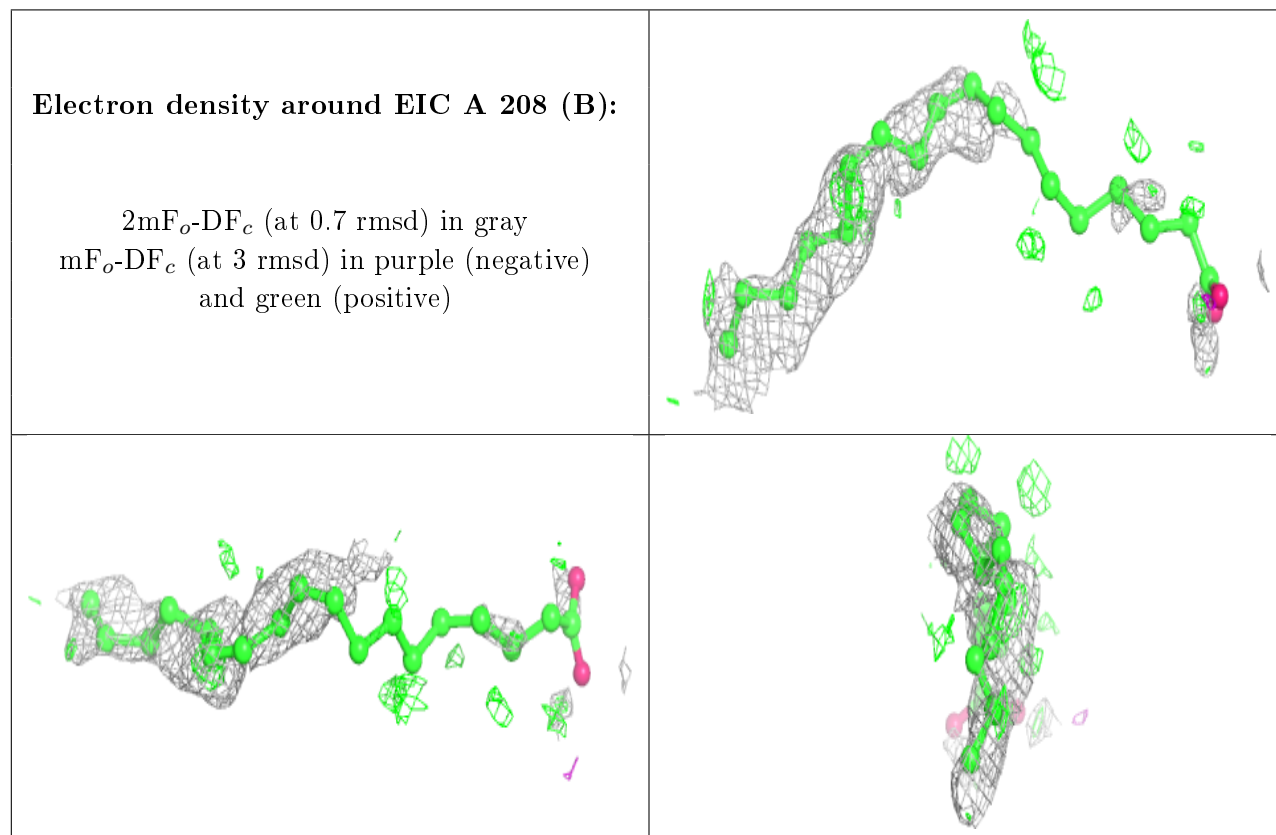 Electron density around EIC A 208 (B):
2mFₒ-DF𝒸 (at 0.7 rmsd) in gray
mFₒ-DF𝒸 (at 3 rmsd) in purple (negative)
and green (positive)